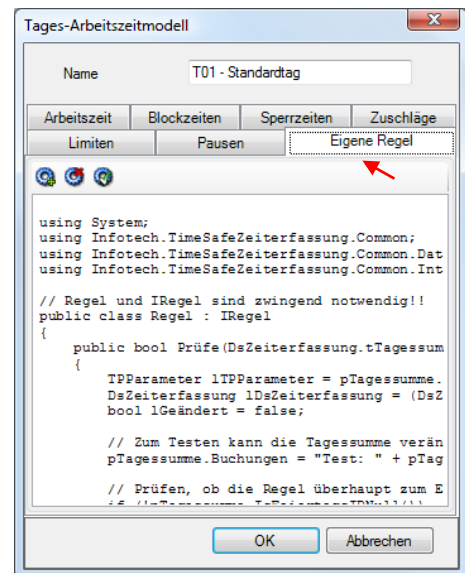 Tages-Arbeitszeitmodell
Name T01 - Standardtag
Arbeitszeit Blockzeiten Sperrzeiten Zuschläge
Limiten Pausen Eigene Regel
using System;
using Infotech.TimeSafeZeiterfassung.Common;
using Infotech.TimeSafeZeiterfassung.Common.Dat
using Infotech.TimeSafeZeiterfassung.Common.Int
// Regel und IRegel sind zwingend notwendig!!
public class Regel : IRegel
{
public bool Prüfe(DsZeiterfassung.tTagessum
{
TPParameter lTPParameter = pTagessumme.
DsZeiterfassung lDsZeiterfassung = (DsZ
bool lGeändert = false;
// Zum Testen kann die Tagessumme verän
pTagessumme.Buchungen = "Test: " + pTag
// Prüfen, ob die Regel überhaupt zum E
OK Abbrechen